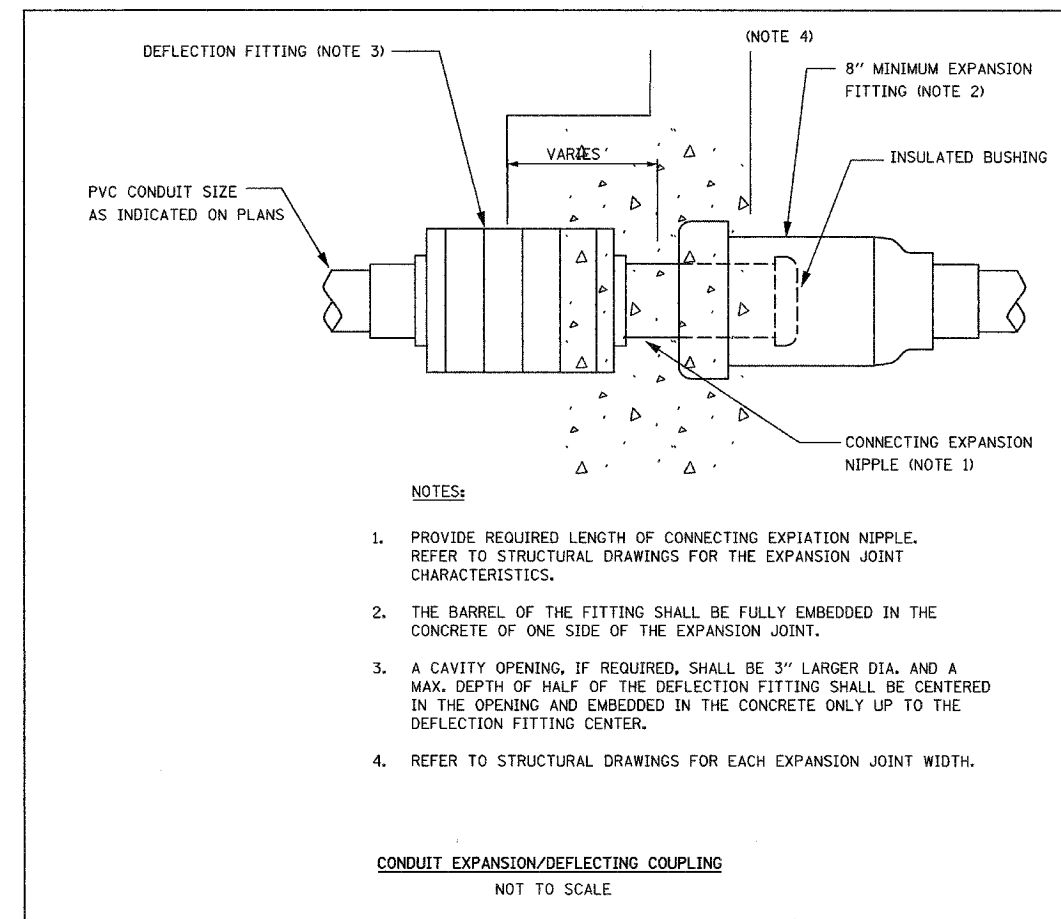 DEFLECTION FITTING (NOTE 3)
(NOTE 4)
8" MINIMUM EXPANSION
FITTING (NOTE 2)
VARIES
INSULATED BUSHING
PVC CONDUIT SIZE
AS INDICATED ON PLANS
CONNECTING EXPANSION
NIPPLE (NOTE 1)
NOTES:
1. PROVIDE REQUIRED LENGTH OF CONNECTING EXPIATION NIPPLE.
REFER TO STRUCTURAL DRAWINGS FOR THE EXPANSION JOINT
CHARACTERISTICS.
2. THE BARREL OF THE FITTING SHALL BE FULLY EMBEDDED IN THE
CONCRETE OF ONE SIDE OF THE EXPANSION JOINT.
3. A CAVITY OPENING, IF REQUIRED, SHALL BE 3" LARGER DIA. AND A
MAX. DEPTH OF HALF OF THE DEFLECTION FITTING SHALL BE CENTERED
IN THE OPENING AND EMBEDDED IN THE CONCRETE ONLY UP TO THE
DEFLECTION FITTING CENTER.
4. REFER TO STRUCTURAL DRAWINGS FOR EACH EXPANSION JOINT WIDTH.
CONDUIT EXPANSION/DEFLECTING COUPLING
NOT TO SCALE